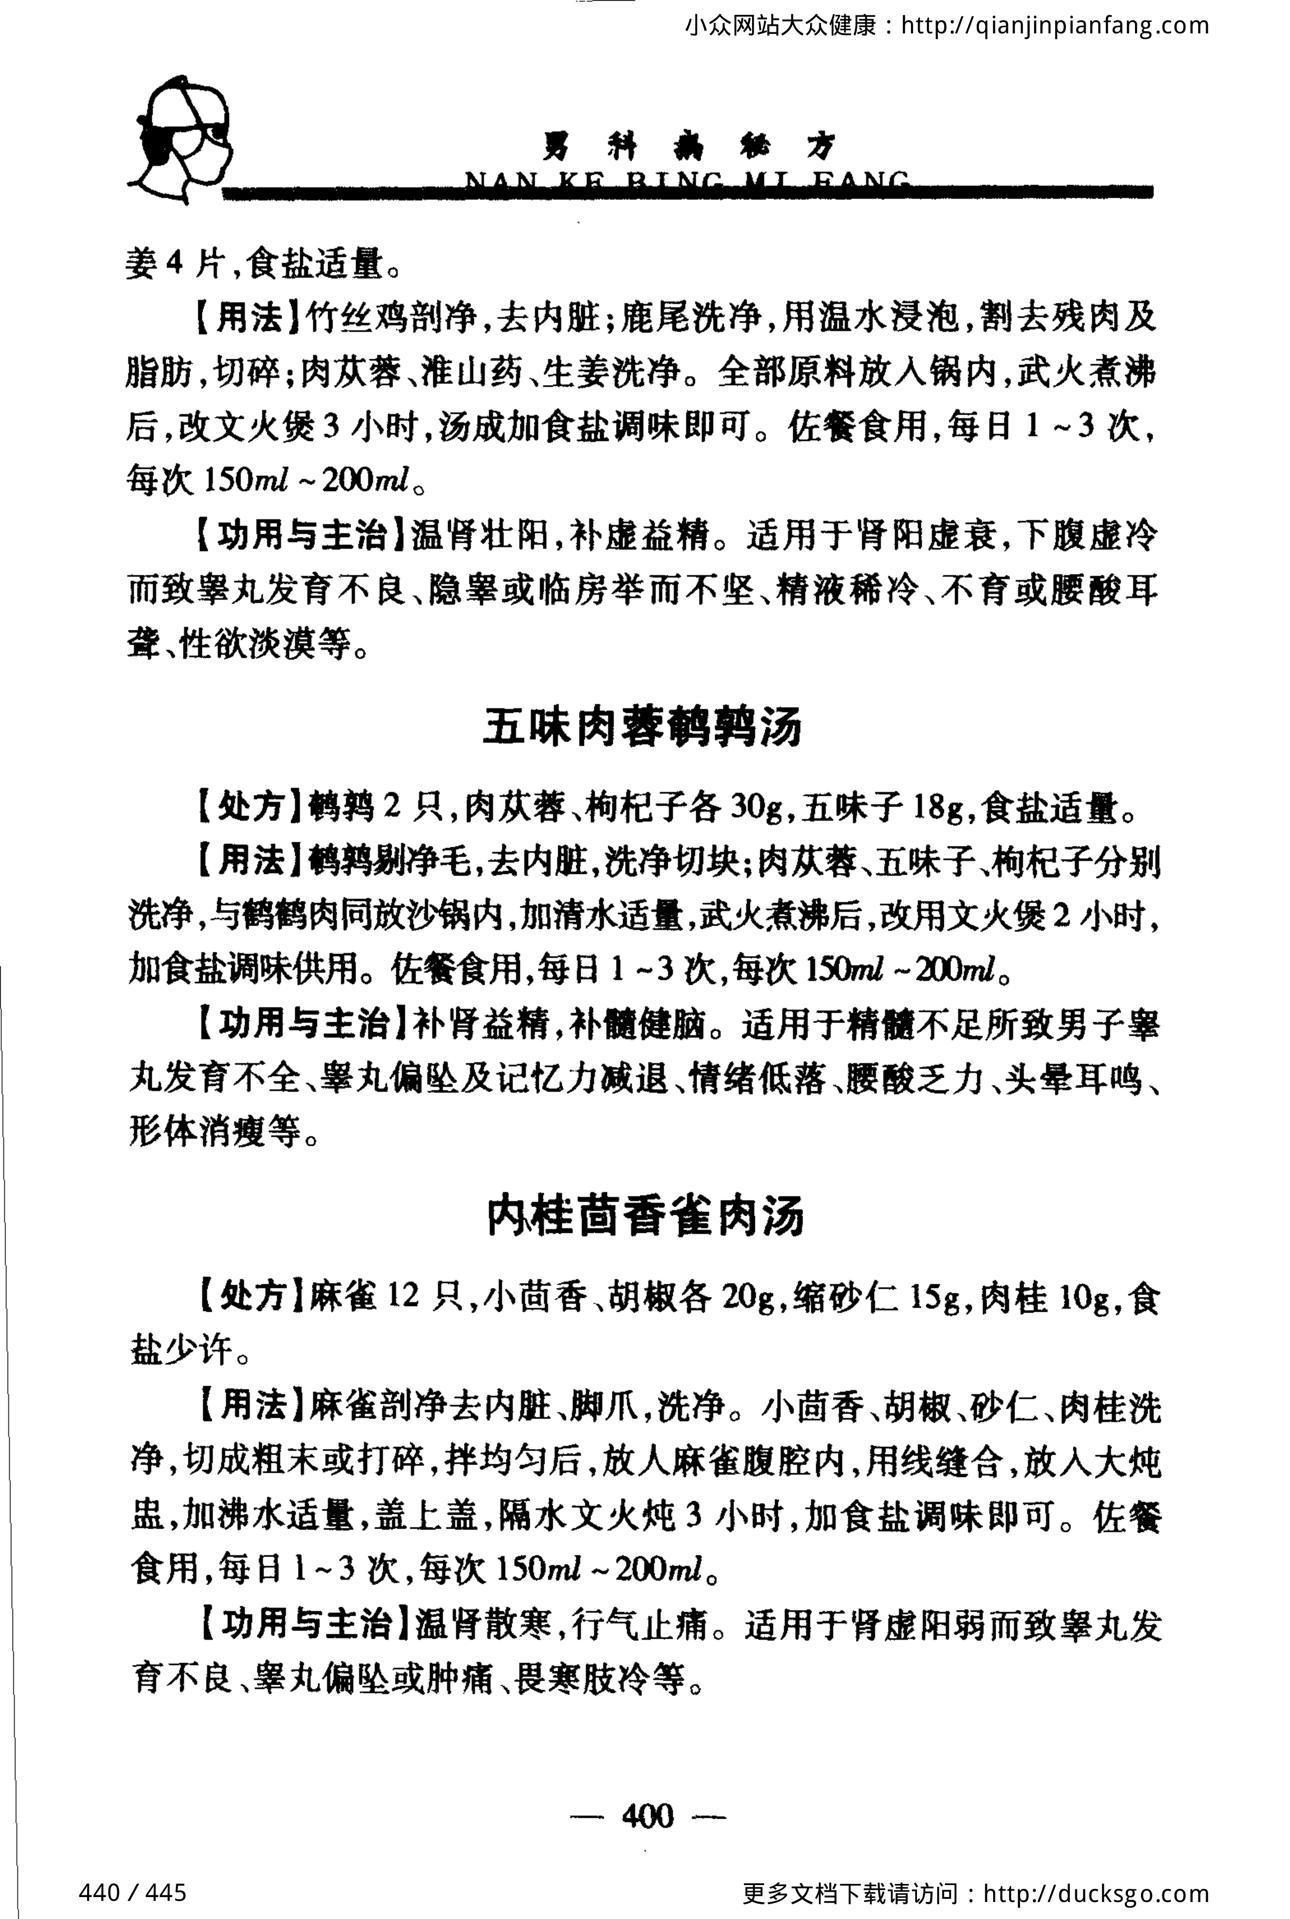 小众网站大众健康：http://qianjinpianfang.com
男科病秘方
NAN KE BING MI FANG
姜 4 片,食盐适量。
【用法】竹丝鸡剖净,去内脏;鹿尾洗净,用温水浸泡,割去残肉及
脂肪,切碎;肉苁蓉、淮山药、生姜洗净。全部原料放入锅内,武火煮沸
后,改文火煲 3 小时,汤成加食盐调味即可。佐餐食用,每日 1 ~ 3 次,
每次 150ml ~ 200ml。
【功用与主治】温肾壮阳,补虚益精。适用于肾阳虚衰,下腹虚冷
而致睾丸发育不良、隐睾或临房举而不坚、精液稀冷、不育或腰酸耳
聋、性欲淡漠等。
五味肉蓉鹌鹑汤
【处方】鹌鹑 2 只,肉苁蓉、枸杞子各 30g,五味子 18g,食盐适量。
【用法】鹌鹑剔净毛,去内脏,洗净切块;肉苁蓉、五味子、枸杞子分别
洗净,与鹌鹌肉同放沙锅内,加清水适量,武火煮沸后,改用文火煲 2 小时,
加食盐调味供用。佐餐食用,每日 1 ~ 3 次,每次 150ml ~ 200ml。
【功用与主治】补肾益精,补髓健脑。适用于精髓不足所致男子睾
丸发育不全、睾丸偏坠及记忆力减退、情绪低落、腰酸乏力、头晕耳鸣、
形体消瘦等。
内桂茴香雀肉汤
【处方】麻雀 12 只,小茴香、胡椒各 20g,缩砂仁 15g,肉桂 10g,食
盐少许。
【用法】麻雀剖净去内脏、脚爪,洗净。小茴香、胡椒、砂仁、肉桂洗
净,切成粗末或打碎,拌均匀后,放人麻雀腹腔内,用线缝合,放入大炖
盅,加沸水适量,盖上盖,隔水文火炖 3 小时,加食盐调味即可。佐餐
食用,每日 1 ~ 3 次,每次 150ml ~ 200ml。
【功用与主治】温肾散寒,行气止痛。适用于肾虚阳弱而致睾丸发
育不良、睾丸偏坠或肿痛、畏寒肢冷等。
— 400 —
440 / 445
更多文档下载请访问：http://ducksgo.com